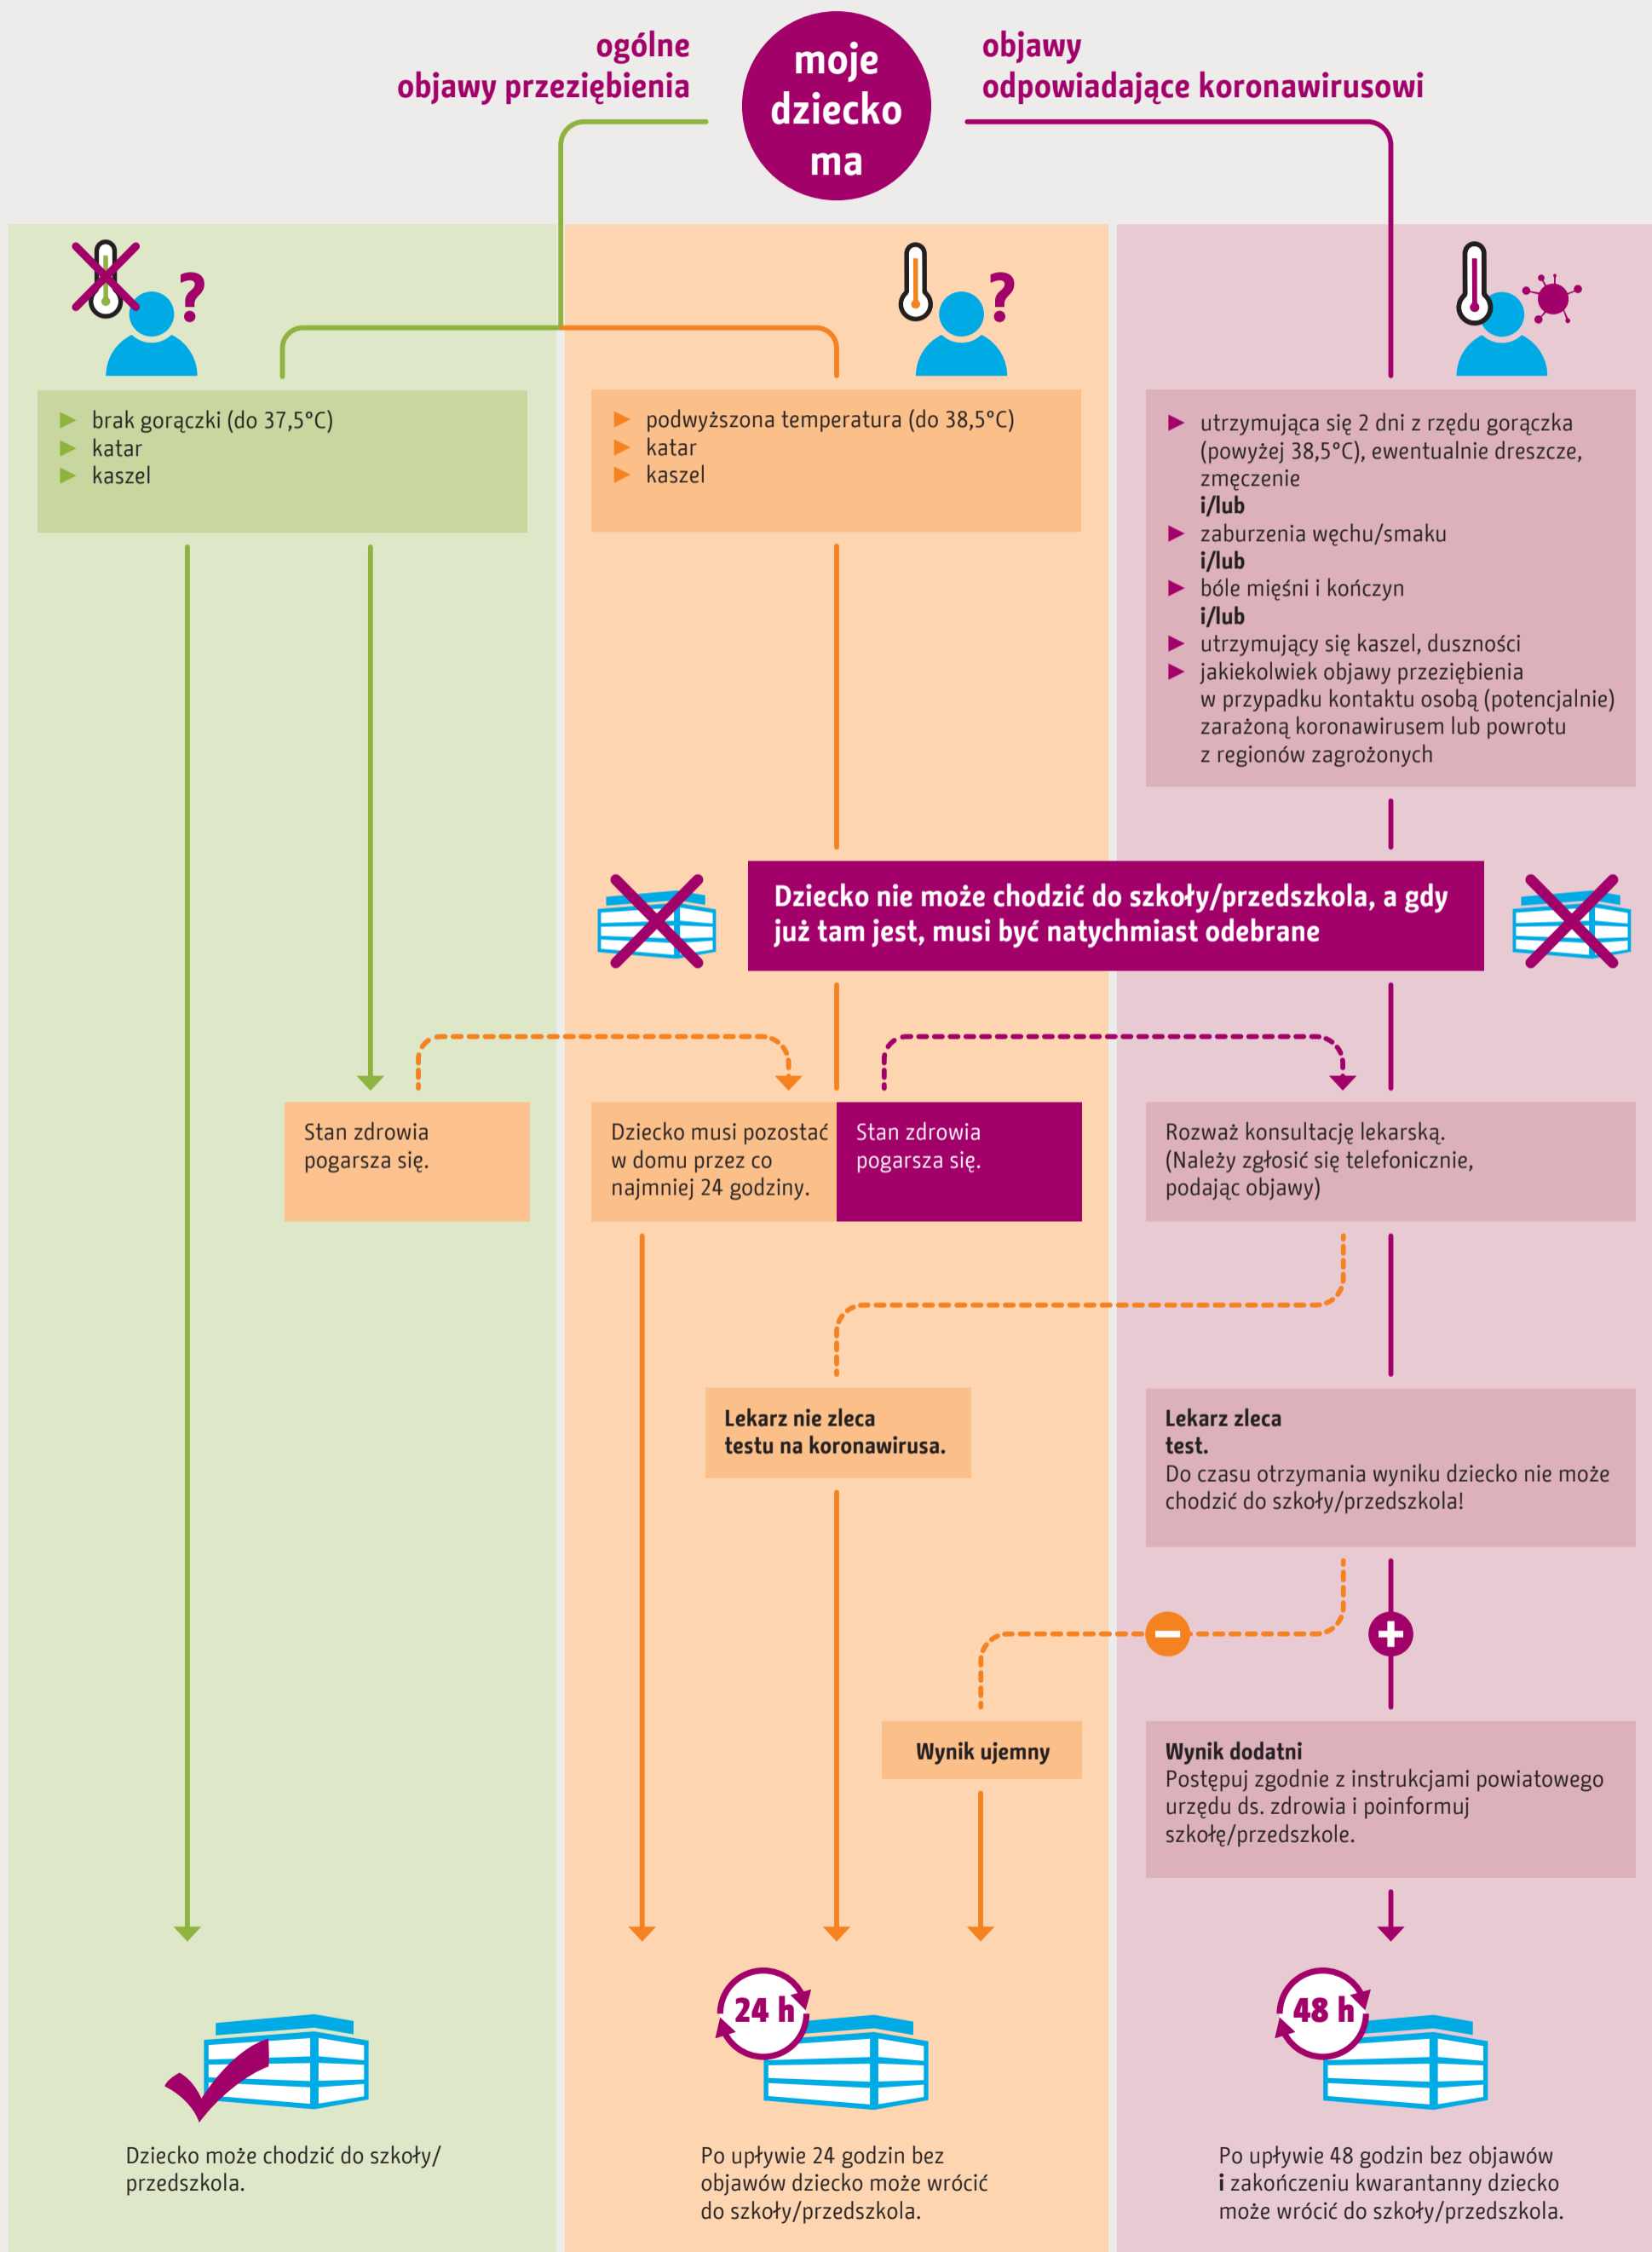 ogólne
objawy przeziębienia
moje
dziecko
ma
objawy
odpowiadające koronawirusowi
?
?
brak gorączki (do 37,5°C)
katar
kaszel
podwyższona temperatura (do 38,5°C)
katar
kaszel
utrzymująca się 2 dni z rzędu gorączka
(powyżej 38,5°C), ewentualnie dreszcze,
zmęczenie
i/lub
zaburzenia węchu/smaku
i/lub
bóle mięśni i kończyn
i/lub
utrzymujący się kaszel, duszności
jakiekolwiek objawy przeziębienia
w przypadku kontaktu osobą (potencjalnie)
zarażoną koronawirusem lub powrotu
z regionów zagrożonych
Dziecko nie może chodzić do szkoły/przedszkola, a gdy
już tam jest, musi być natychmiast odebrane
Stan zdrowia
pogarsza się.
Dziecko musi pozostać
w domu przez co
najmniej 24 godziny.
Stan zdrowia
pogarsza się.
Rozważ konsultację lekarską.
(Należy zgłosić się telefonicznie,
podając objawy)
Lekarz nie zleca
testu na koronawirusa.
Lekarz zleca
test.
Do czasu otrzymania wyniku dziecko nie może
chodzić do szkoły/przedszkola!
Wynik ujemny
Wynik dodatni
Postępuj zgodnie z instrukcjami powiatowego
urzędu ds. zdrowia i poinformuj
szkołę/przedszkole.
24 h
48 h
Dziecko może chodzić do szkoły/
przedszkola.
Po upływie 24 godzin bez
objawów dziecko może wrócić
do szkoły/przedszkola.
Po upływie 48 godzin bez objawów
i zakończeniu kwarantanny dziecko
może wrócić do szkoły/przedszkola.